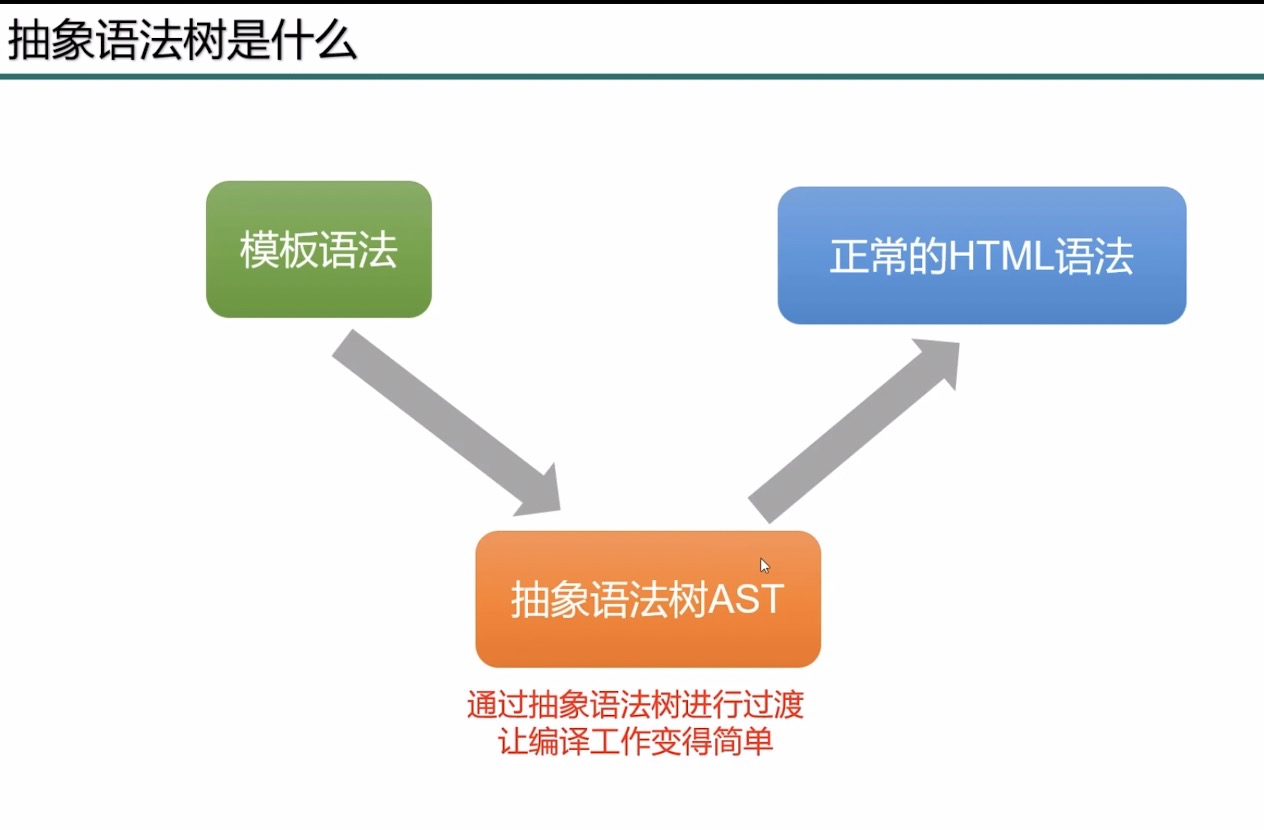 抽象语法树是什么
模板语法
正常的HTML语法
抽象语法树AST
通过抽象语法树进行过渡
让编译工作变得简单